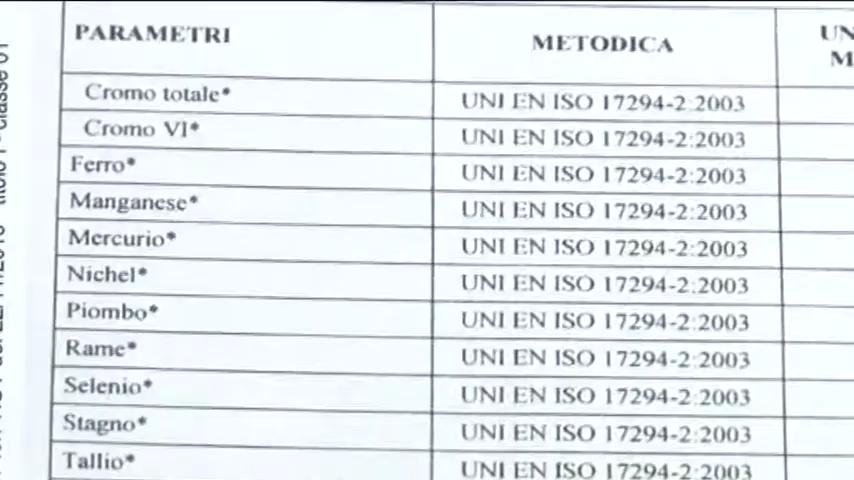 PARAMETRI METODICA UN
M
Cromo totale* UNI EN ISO 17294-2:2003
Cromo VI* UNI EN ISO 17294-2:2003
Ferro* UNI EN ISO 17294-2:2003
Manganese* UNI EN ISO 17294-2:2003
Mercurio* UNI EN ISO 17294-2:2003
Nichel* UNI EN ISO 17294-2:2003
Piombo* UNI EN ISO 17294-2:2003
Rame* UNI EN ISO 17294-2:2003
Selenio* UNI EN ISO 17294-2:2003
Stagno* UNI EN ISO 17294-2:2003
Tallio* UNI EN ISO 17294-2:2003